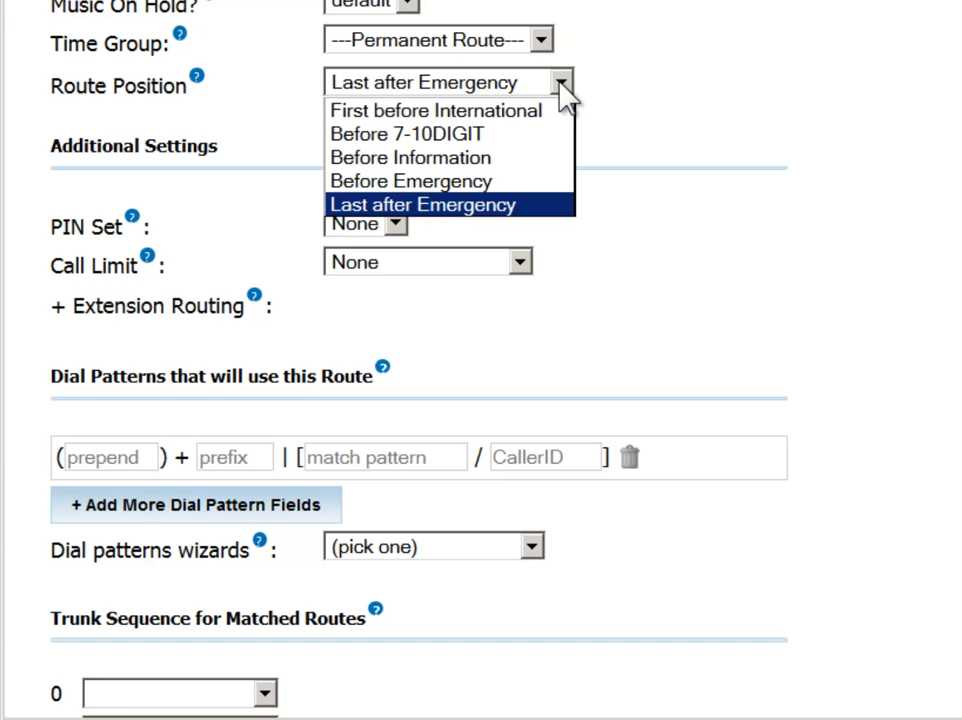 Music On Hold? default
Time Group: ---Permanent Route---
Route Position Last after Emergency
First before International
Before 7-10DIGIT
Before Information
Before Emergency
Last after Emergency
Additional Settings
PIN Set : None
Call Limit : None
+ Extension Routing :
Dial Patterns that will use this Route
(prepend) + prefix | [match pattern / CallerID ]
+ Add More Dial Pattern Fields
Dial patterns wizards : (pick one)
Trunk Sequence for Matched Routes
0